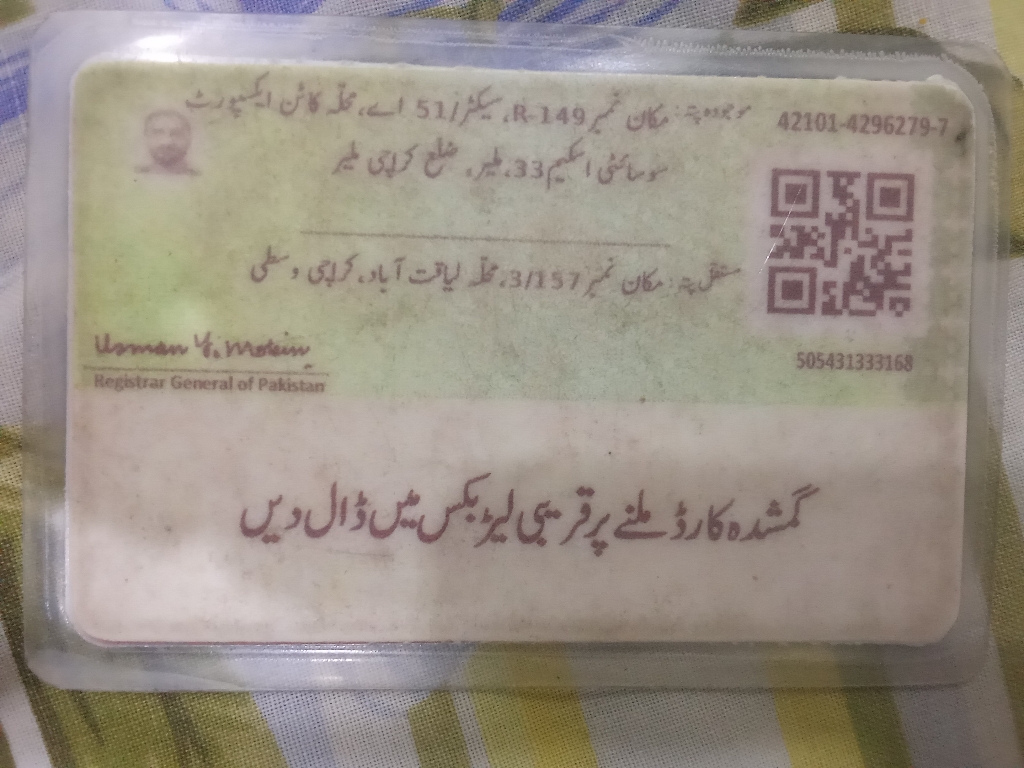 42101-4296279-7
موجودہ پتہ: مکان نمبر R-149، سیکٹر/51 اے، محلہ کاٹن ایکسپورٹ
سوسائٹی اسکیم 33، ملیر، ضلع کراچی ملیر
مستقل پتہ: مکان نمبر 3/157، محلہ لیاقت آباد، کراچی وسطی
Usman Y. Mobin
Registrar General of Pakistan
505431333168
گمشدہ کارڈ ملنے پر قریبی لیٹر بکس میں ڈال دیں